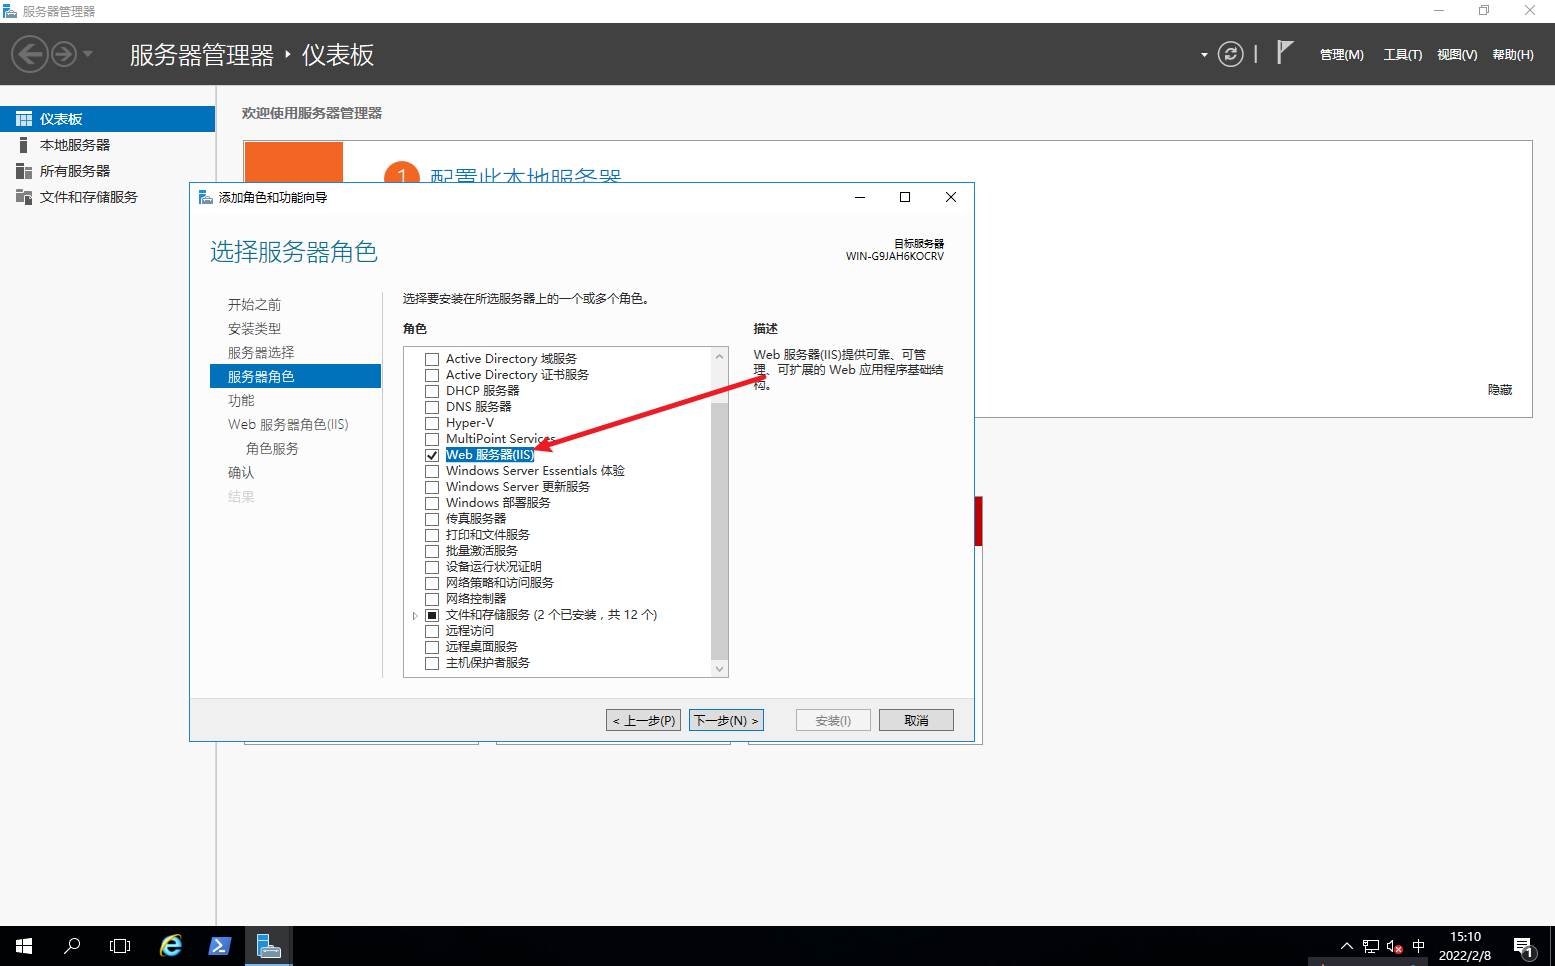 服务器管理器
服务器管理器 ‣ 仪表板
管理(M) 工具(T) 视图(V) 帮助(H)
仪表板
本地服务器
所有服务器
文件和存储服务
欢迎使用服务器管理器
1 配置此本地服务器
隐藏
添加角色和功能向导
选择服务器角色
目标服务器
WIN-G9JAH6KOCRV
开始之前
安装类型
服务器选择
服务器角色
功能
Web 服务器角色(IIS)
角色服务
确认
结果
选择要安装在所选服务器上的一个或多个角色。
角色
Active Directory 域服务
Active Directory 证书服务
DHCP 服务器
DNS 服务器
Hyper-V
MultiPoint Services
Web 服务器(IIS)
Windows Server Essentials 体验
Windows Server 更新服务
Windows 部署服务
传真服务器
打印和文件服务
批量激活服务
设备运行状况证明
网络策略和访问服务
网络控制器
文件和存储服务 (2 个已安装，共 12 个)
远程访问
远程桌面服务
主机保护者服务
描述
Web 服务器(IIS)提供可靠、可管
理、可扩展的 Web 应用程序基础结
构。
< 上一步(P) 下一步(N) > 安装(I) 取消
中
15:10
2022/2/8
1